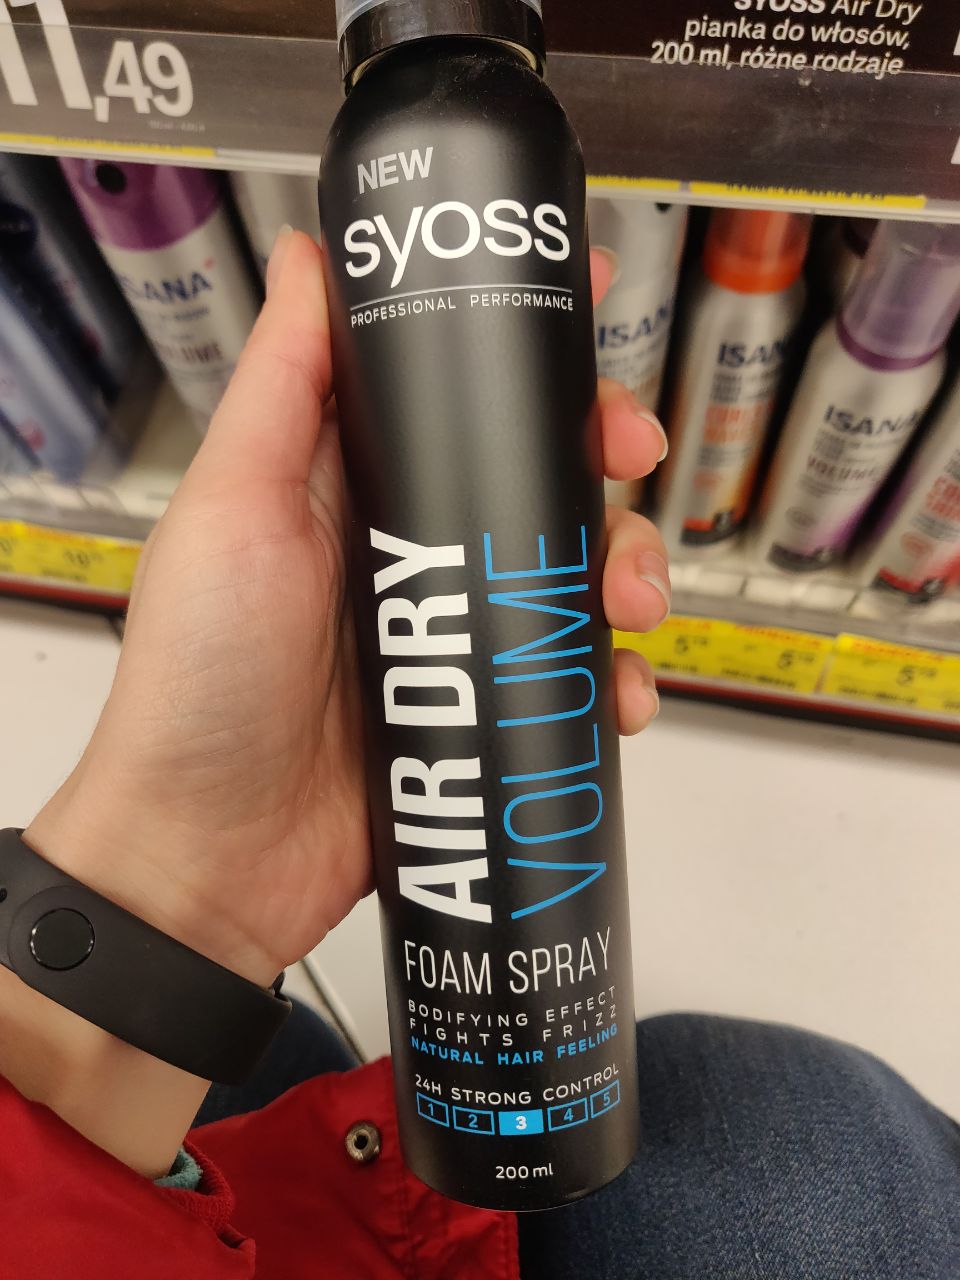 11,49
SYOSS Air Dry
pianka do włosów,
200 ml, różne rodzaje
NEW
syoss
PROFESSIONAL PERFORMANCE
AIR DRY
VOLUME
FOAM SPRAY
BODIFYING EFFECT
FIGHTS FRIZZ
NATURAL HAIR FEELING
24H STRONG CONTROL
1 2 3 4 5
200 ml
ISANA
ISANA
ISANA
VOLUME